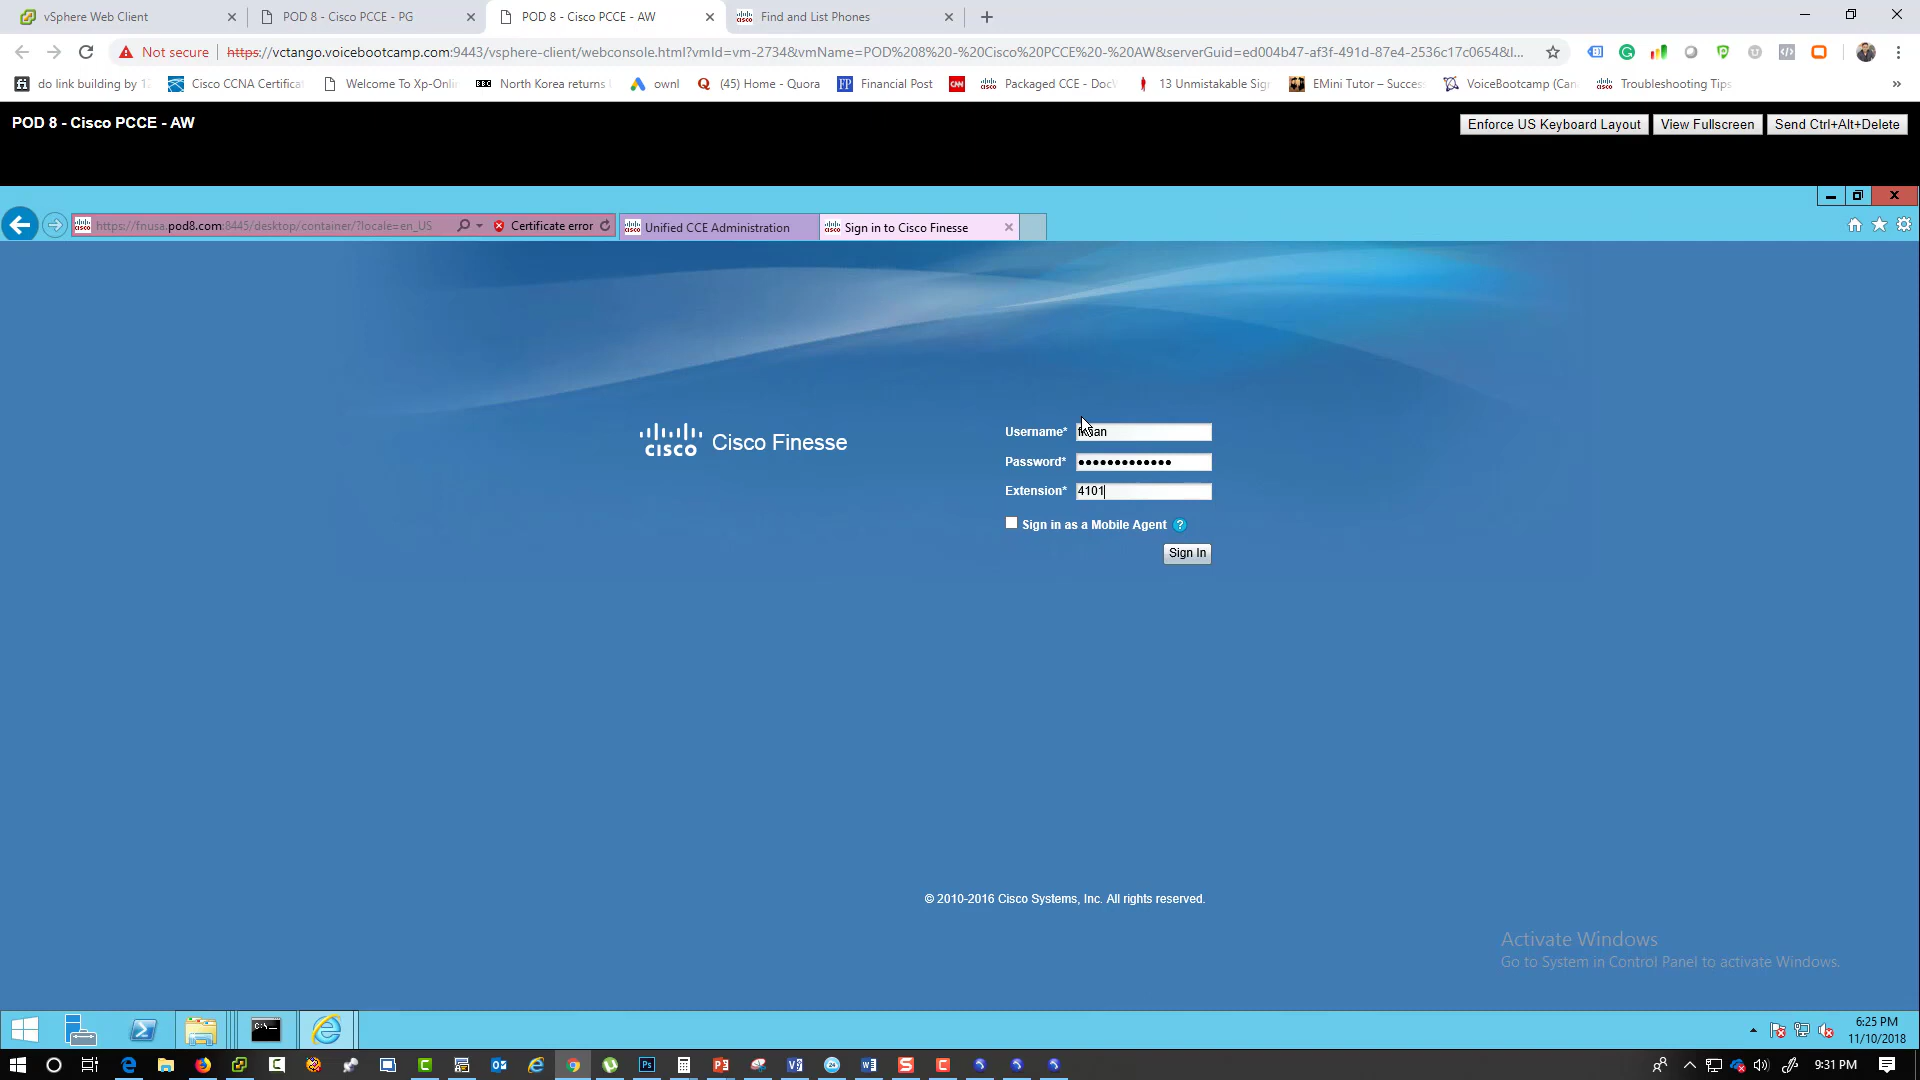 vSphere Web Client
POD 8 - Cisco PCCE - PG
POD 8 - Cisco PCCE - AW
Find and List Phones
Not secure
https://vctango.voicebootcamp.com:9443/vsphere-client/webconsole.html?vmId=vm-2734&vmName=POD%208%20-%20Cisco%20PCCE%20-%20AW&serverGuid=ed004b47-af3f-491d-87e4-2536c17c0654&l...
do link building by 12
Cisco CCNA Certificat
Welcome To Xp-Onlin
North Korea returns
ownl
(45) Home - Quora
Financial Post
Packaged CCE - Doc
13 Unmistakable Sig
EMini Tutor – Success
VoiceBootcamp (Can
Troubleshooting Tips
»
POD 8 - Cisco PCCE - AW
Enforce US Keyboard Layout
View Fullscreen
Send Ctrl+Alt+Delete
https://fnusa.pod8.com:8445/desktop/container/?locale=en_US
Certificate error
Unified CCE Administration
Sign in to Cisco Finesse
CISCO
Cisco Finesse
Username*
Password* •••••••••••••
Extension* 4101
Sign in as a Mobile Agent ?
Sign In
© 2010-2016 Cisco Systems, Inc. All rights reserved.
Activate Windows
Go to System in Control Panel to activate Windows.
6:25 PM
11/10/2018
9:31 PM